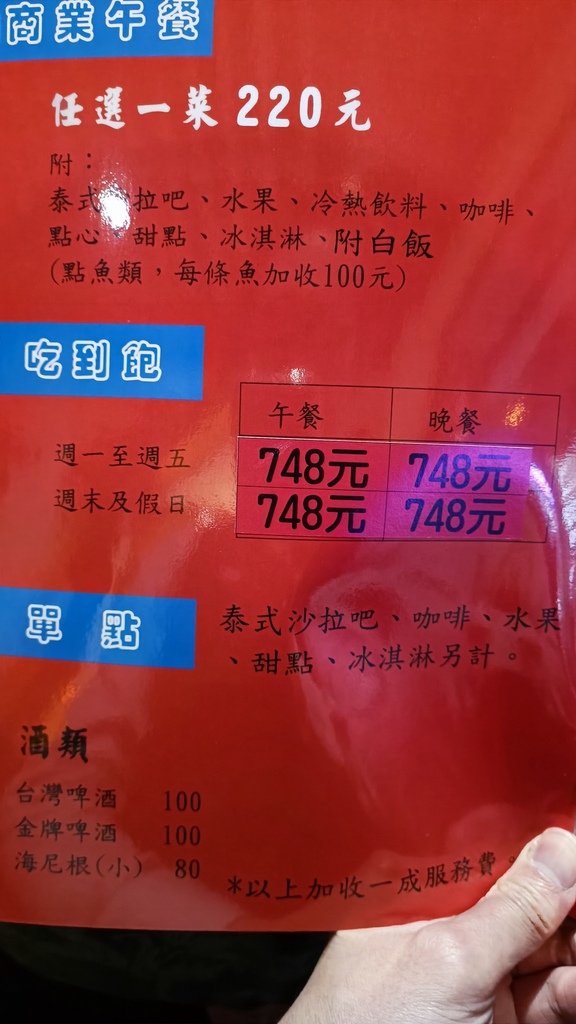 商業午餐
任選一菜220元
附：
泰式沙拉吧、水果、冷熱飲料、咖啡、
點心、甜點、冰淇淋、附白飯
(點魚類，每條魚加收100元)
吃到飽
午餐 晚餐
週一至週五 748元 748元
週末及假日 748元 748元
單點
泰式沙拉吧、咖啡、水果
、甜點、冰淇淋另計。
酒類
台灣啤酒 100
金牌啤酒 100
海尼根(小) 80
*以上加收一成服務費。